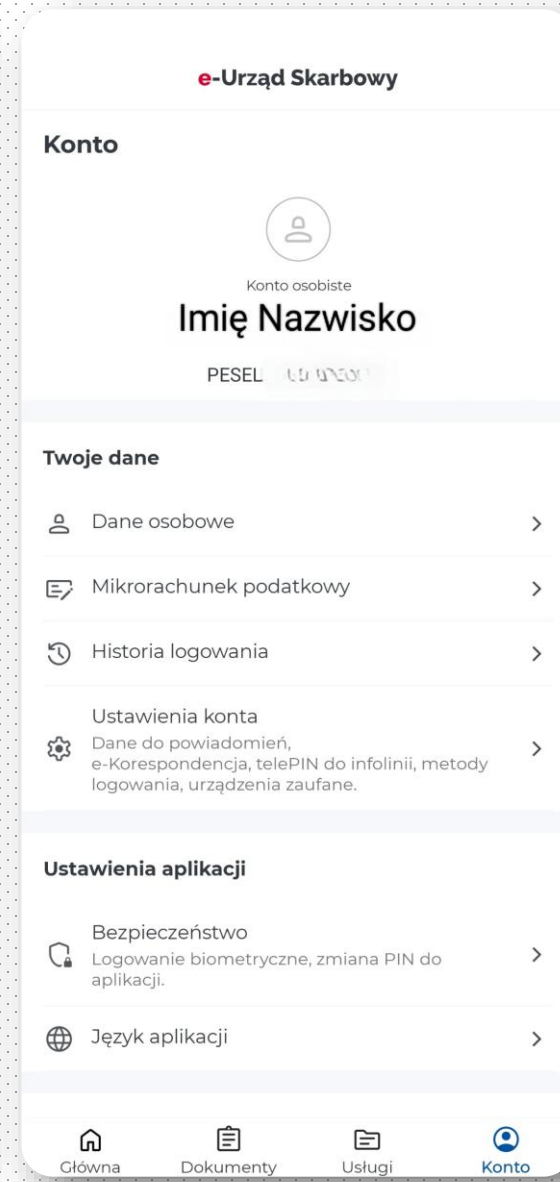 e-Urząd Skarbowy
Konto
Konto osobiste
Imię Nazwisko
PESEL
Twoje dane
Dane osobowe
Mikrorachunek podatkowy
Historia logowania
Ustawienia konta
Dane do powiadomień,
e-Korespondencja, telePIN do infolinii, metody
logowania, urządzenia zaufane.
Ustawienia aplikacji
Bezpieczeństwo
Logowanie biometryczne, zmiana PIN do
aplikacji.
Język aplikacji
Główna Dokumenty Usługi Konto